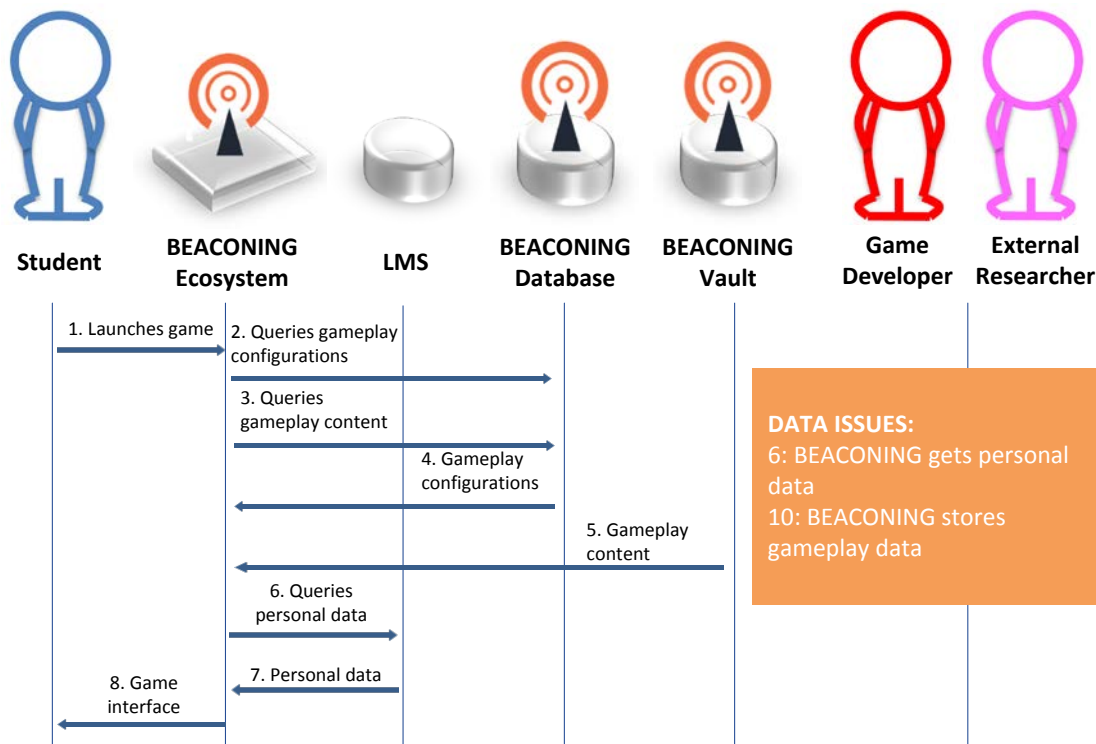 Student
BEACONING
Ecosystem
LMS
BEACONING
Database
BEACONING
Vault
Game
Developer
External
Researcher
1. Launches game
2. Queries gameplay
configurations
3. Queries
gameplay content
4. Gameplay
configurations
5. Gameplay
content
6. Queries
personal data
7. Personal data
8. Game
interface
DATA ISSUES:
6: BEACONING gets personal
data
10: BEACONING stores
gameplay data